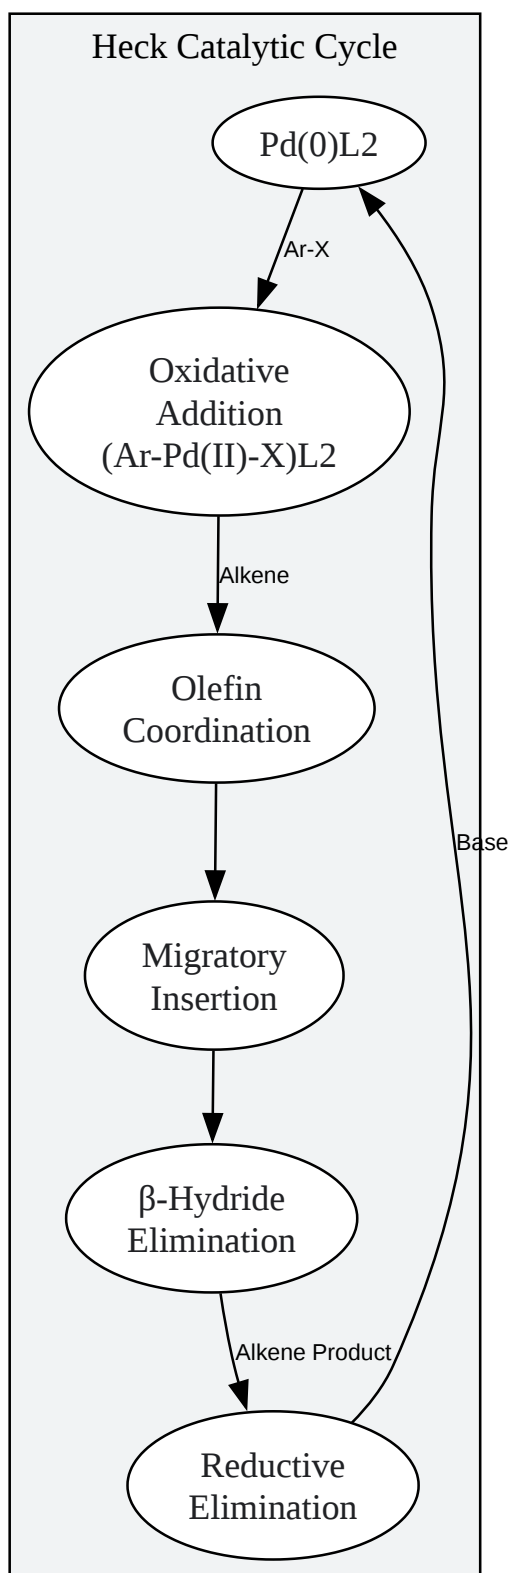 Heck Catalytic Cycle
Pd(0)L2
Ar-X
Oxidative
Addition
(Ar-Pd(II)-X)L2
Alkene
Olefin
Coordination
Base
Migratory
Insertion
β-Hydride
Elimination
Alkene Product
Reductive
Elimination